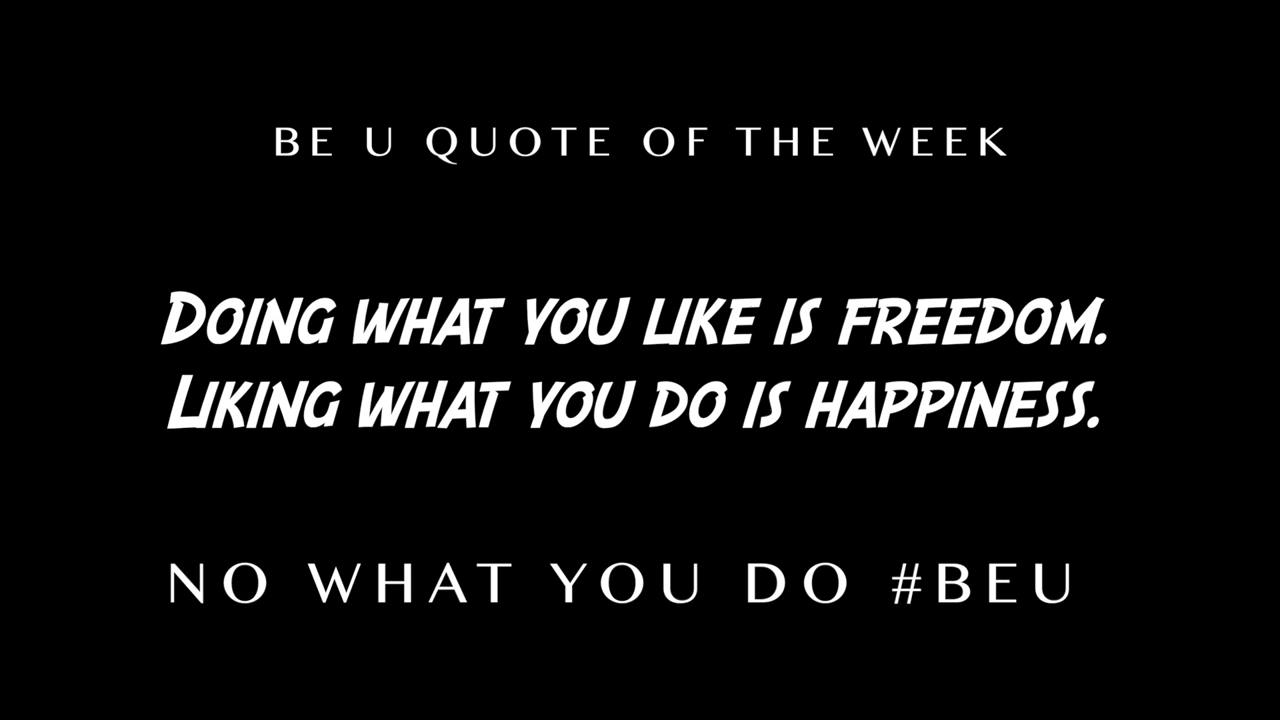 BE U QUOTE OF THE WEEK
DOING WHAT YOU LIKE IS FREEDOM.
LIKING WHAT YOU DO IS HAPPINESS.
NO WHAT YOU DO #BEU